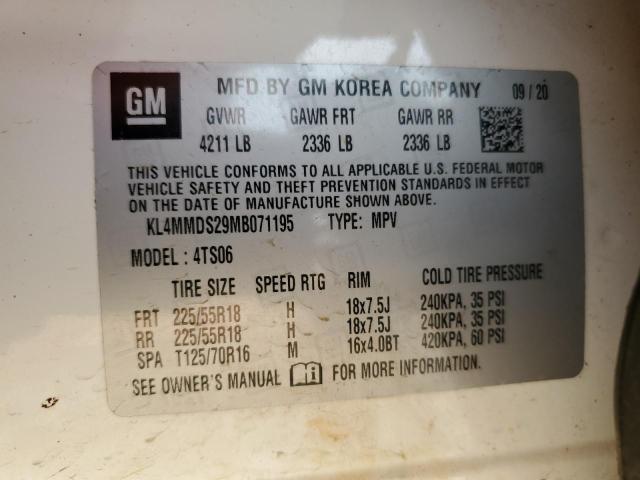 GM
MFD BY GM KOREA COMPANY 09/20
GVWR GAWR FRT GAWR RR
4211 LB 2336 LB 2336 LB
THIS VEHICLE CONFORMS TO ALL APPLICABLE U.S. FEDERAL MOTOR
VEHICLE SAFETY AND THEFT PREVENTION STANDARDS IN EFFECT
ON THE DATE OF MANUFACTURE SHOWN ABOVE.
KL4MMDS29MB071195 TYPE: MPV
MODEL: 4TS06
TIRE SIZE SPEED RTG RIM COLD TIRE PRESSURE
FRT 225/55R18 H 18x7.5J 240KPA, 35 PSI
RR 225/55R18 H 18x7.5J 240KPA, 35 PSI
SPA T125/70R16 M 16x4.0BT 420KPA, 60 PSI
SEE OWNER'S MANUAL FOR MORE INFORMATION.